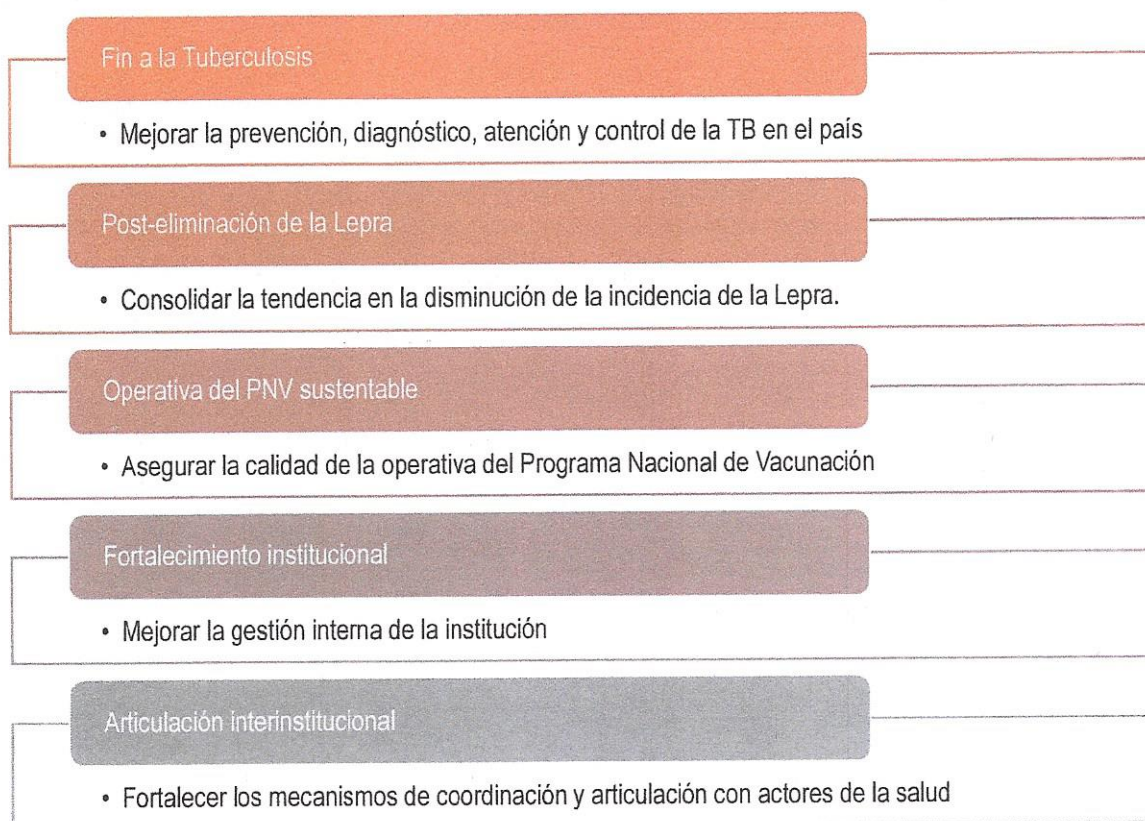 Fin a la Tuberculosis
• Mejorar la prevención, diagnóstico, atención y control de la TB en el país
Post-eliminación de la Lepra
• Consolidar la tendencia en la disminución de la incidencia de la Lepra.
Operativa del PNV sustentable
• Asegurar la calidad de la operativa del Programa Nacional de Vacunación
Fortalecimiento institucional
• Mejorar la gestión interna de la institución
Articulación interinstitucional
• Fortalecer los mecanismos de coordinación y articulación con actores de la salud